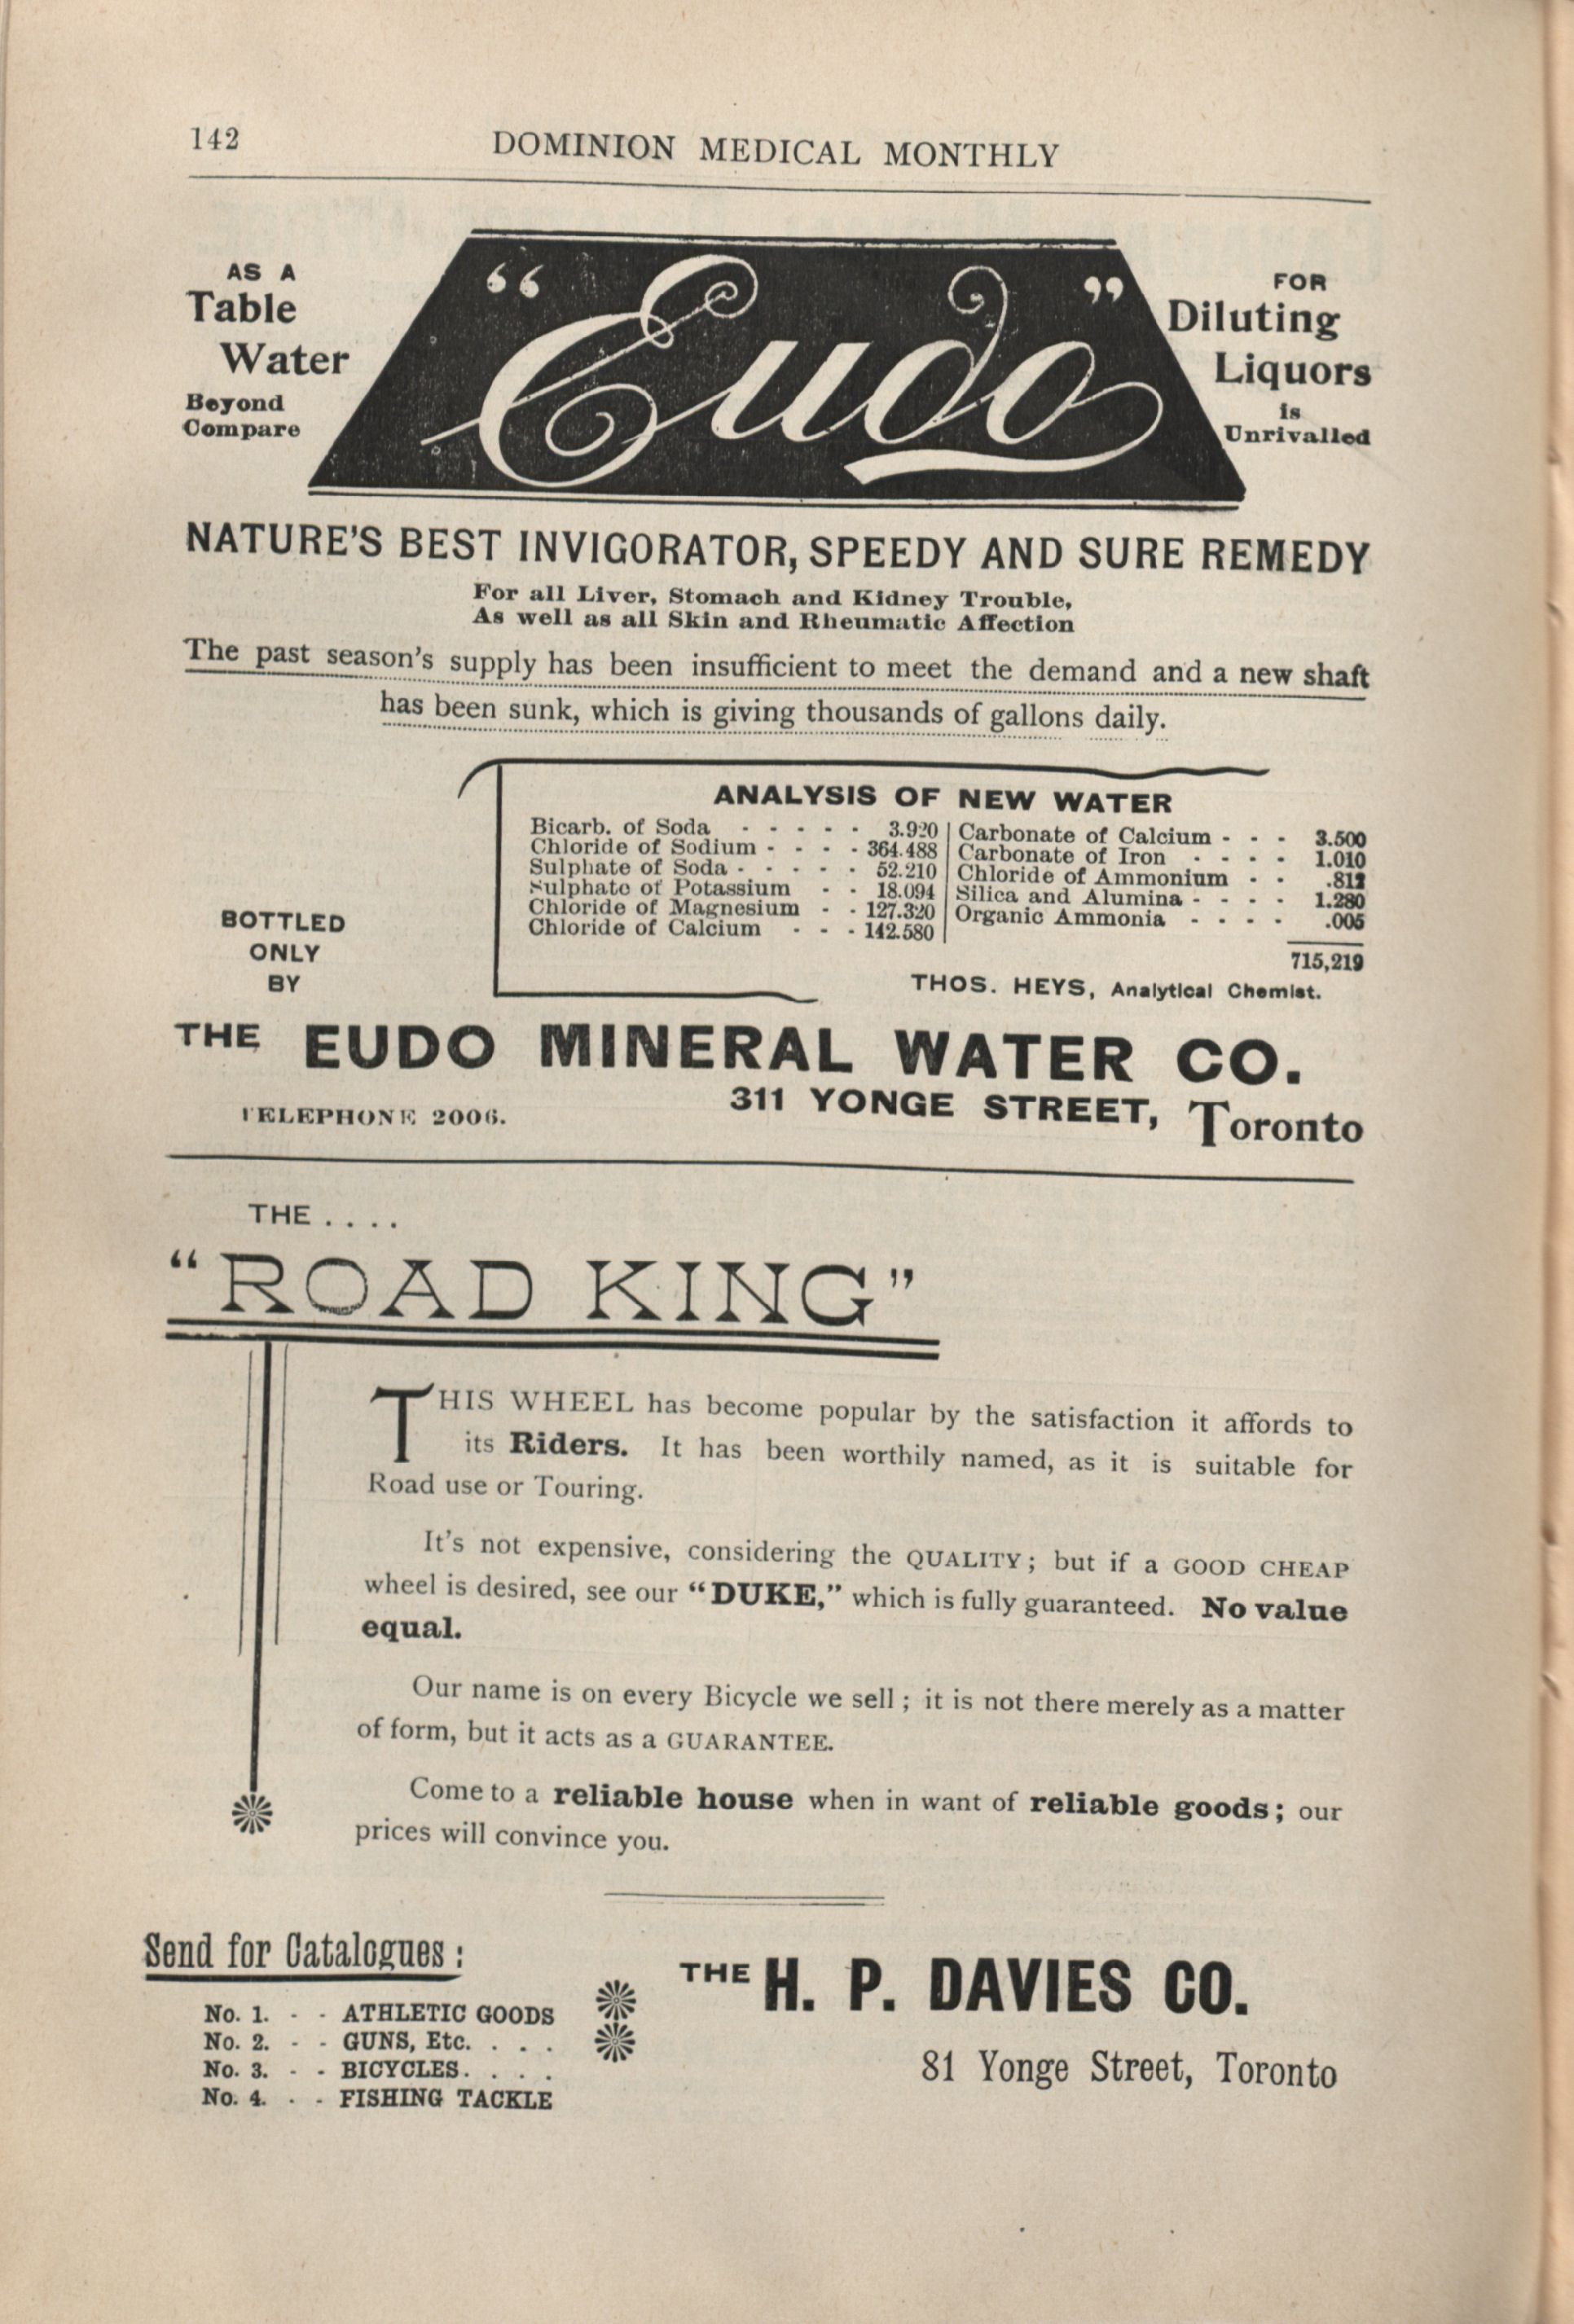 142 DOMINION MEDICAL MONTHLY
AS A
Table
Water
Beyond
Compare
“Eudo”
FOR
Diluting
Liquors
is
Unrivalled
NATURE'S BEST INVIGORATOR, SPEEDY AND SURE REMEDY
For all Liver, Stomach and Kidney Trouble,
As well as all Skin and Rheumatic Affection
The past season's supply has been insufficient to meet the demand and a new shaft
has been sunk, which is giving thousands of gallons daily.
ANALYSIS OF NEW WATER
Bicarb. of Soda - - - - - 3.920
Chloride of Sodium - - - - 364.488
Sulphate of Soda - - - - - 52.210
Sulphate of Potassium - - 18.094
Chloride of Magnesium - - 127.320
Chloride of Calcium - - - 142.580
Carbonate of Calcium - - - 3.500
Carbonate of Iron - - - - 1.010
Chloride of Ammonium - - .812
Silica and Alumina - - - - 1.280
Organic Ammonia - - - - .005
715,219
THOS. HEYS, Analytical Chemist.
BOTTLED
ONLY
BY
THE EUDO MINERAL WATER CO.
TELEPHONE 2006. 311 YONGE STREET, Toronto
THE . . . .
“ROAD KING”
THIS WHEEL has become popular by the satisfaction it affords to
its Riders. It has been worthily named, as it is suitable for
Road use or Touring.
It's not expensive, considering the QUALITY; but if a GOOD CHEAP
wheel is desired, see our “DUKE,” which is fully guaranteed. No value
equal.
Our name is on every Bicycle we sell; it is not there merely as a matter
of form, but it acts as a GUARANTEE.
Come to a reliable house when in want of reliable goods; our
prices will convince you.
Send for Catalogues:
No. 1. - - ATHLETIC GOODS
No. 2. - - GUNS, Etc. . . .
No. 3. - - BICYCLES. . . .
No. 4. - - FISHING TACKLE
THE H. P. DAVIES CO.
81 Yonge Street, Toronto